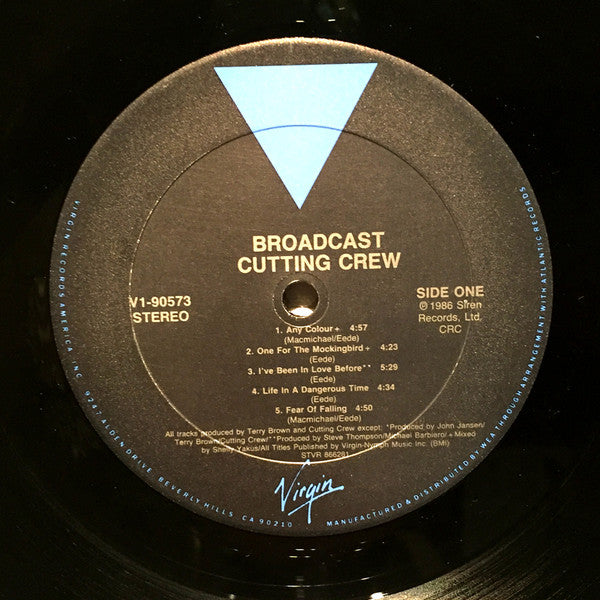 BROADCAST
CUTTING CREW
V1-90573
STEREO
SIDE ONE
℗ 1986 Siren
Records, Ltd.
CRC
1. Any Colour+ 4:57
(Macmichael/Eede)
2. One For The Mockingbird+ 4:23
(Eede)
3. I've Been In Love Before** 5:29
(Eede)
4. Life In A Dangerous Time 4:34
(Eede)
5. Fear Of Falling 4:50
(Macmichael/Eede)
All tracks produced by Terry Brown and Cutting Crew except: *Produced by John Jansen/
Terry Brown/Cutting Crew/**Produced by Steve Thompson/Michael Barbiero/+Mixed
by Shelly Yakus/All Titles Published by Virgin-Nymph Music Inc. (BMI)
STVR 866281
Virgin
VIRGIN RECORDS AMERICA, INC. 9247 ALDEN DRIVE, BEVERLY HILLS, CA 90210
MANUFACTURED & DISTRIBUTED BY WEA THROUGH ARRANGEMENT WITH ATLANTIC RECORDS